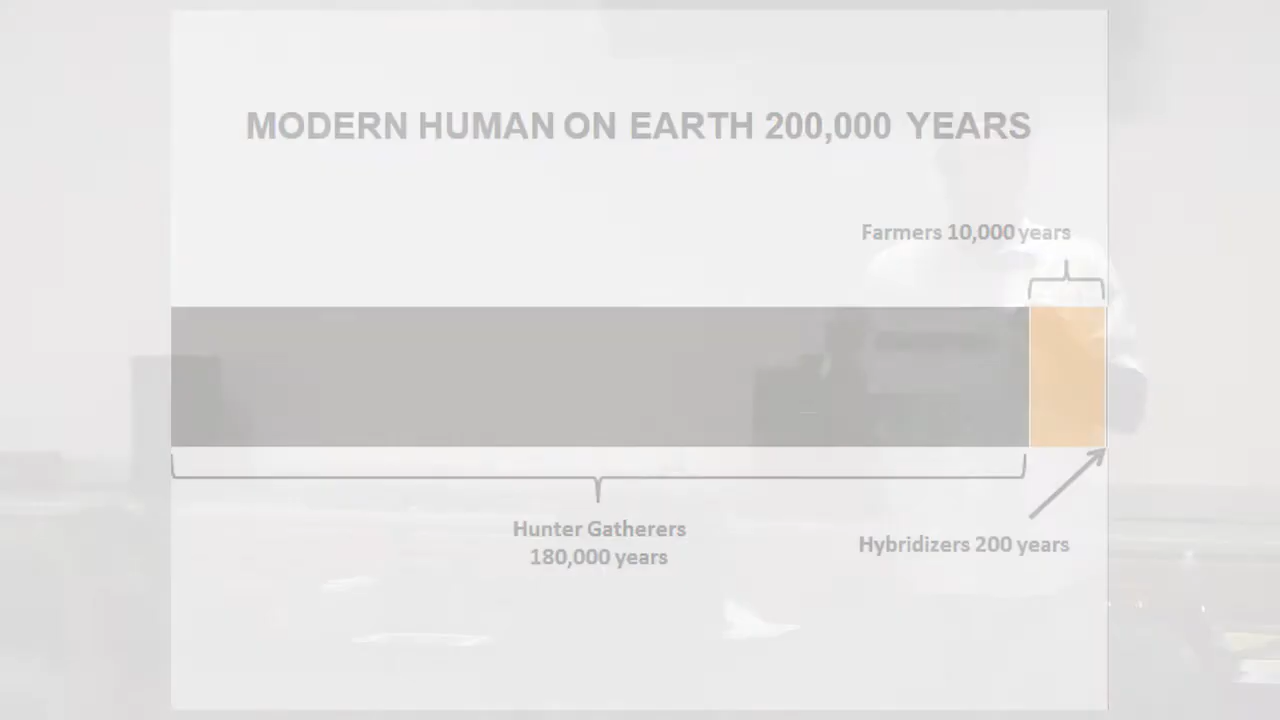 MODERN HUMAN ON EARTH 200,000 YEARS
Farmers 10,000 years
Hunter Gatherers
180,000 years
Hybridizers 200 years